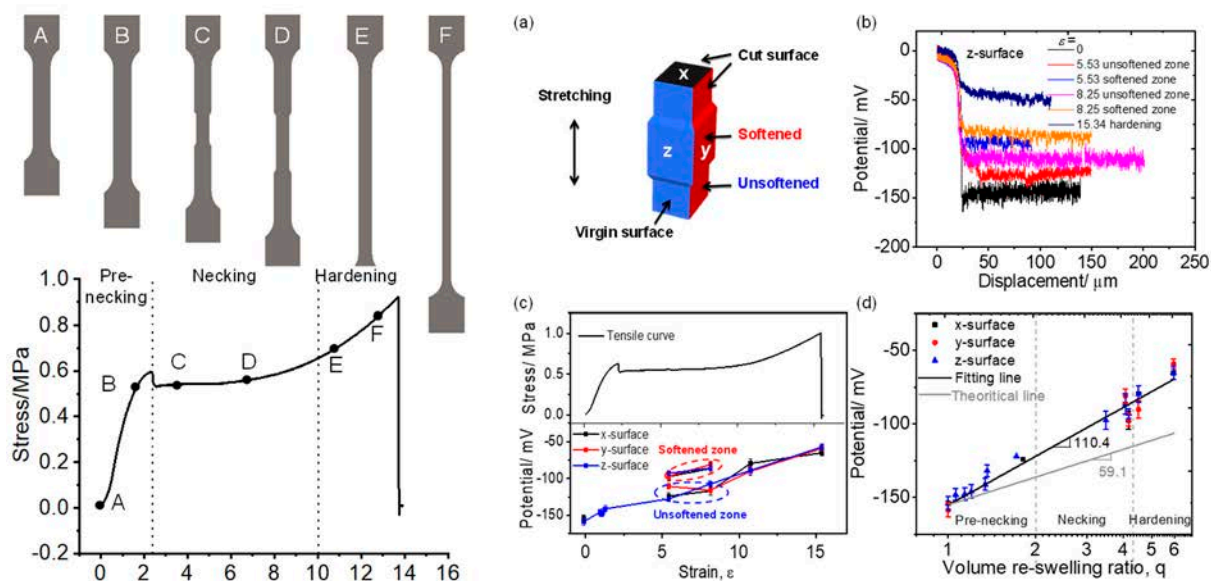 A
B
C
D
E
F
Pre-
necking
Necking
Hardening
Stress/MPa
1.0
0.8
0.6
0.4
0.2
0.0
-0.2
A
B
C
D
E
F
0 2 4 6 8 10 12 14 16
(a)
Stretching
x
z
y
Cut surface
Softened
Unsoftened
Virgin surface
(b)
z-surface
ε=
0
5.53 unsoftened zone
5.53 softened zone
8.25 unsoftened zone
8.25 softened zone
15.34 hardening
Potential/ mV
0
-50
-100
-150
-200
0 50 100 150 200 250
Displacement/ μm
(c)
Tensile curve
Stress/ MPa
1.5
1.0
0.5
0.0
x-surface
y-surface
z-surface
Softened zone
Unsoftened zone
Potential/ mV
-50
-75
-100
-125
-150
0 5 10 15
Strain, ε
(d)
x-surface
y-surface
z-surface
Fitting line
Theoritical line
110.4
59.1
Pre-necking
Necking
Hardening
Potential/ mV
-50
-100
-150
1 2 3 4 5 6
Volume re-swelling ratio, q